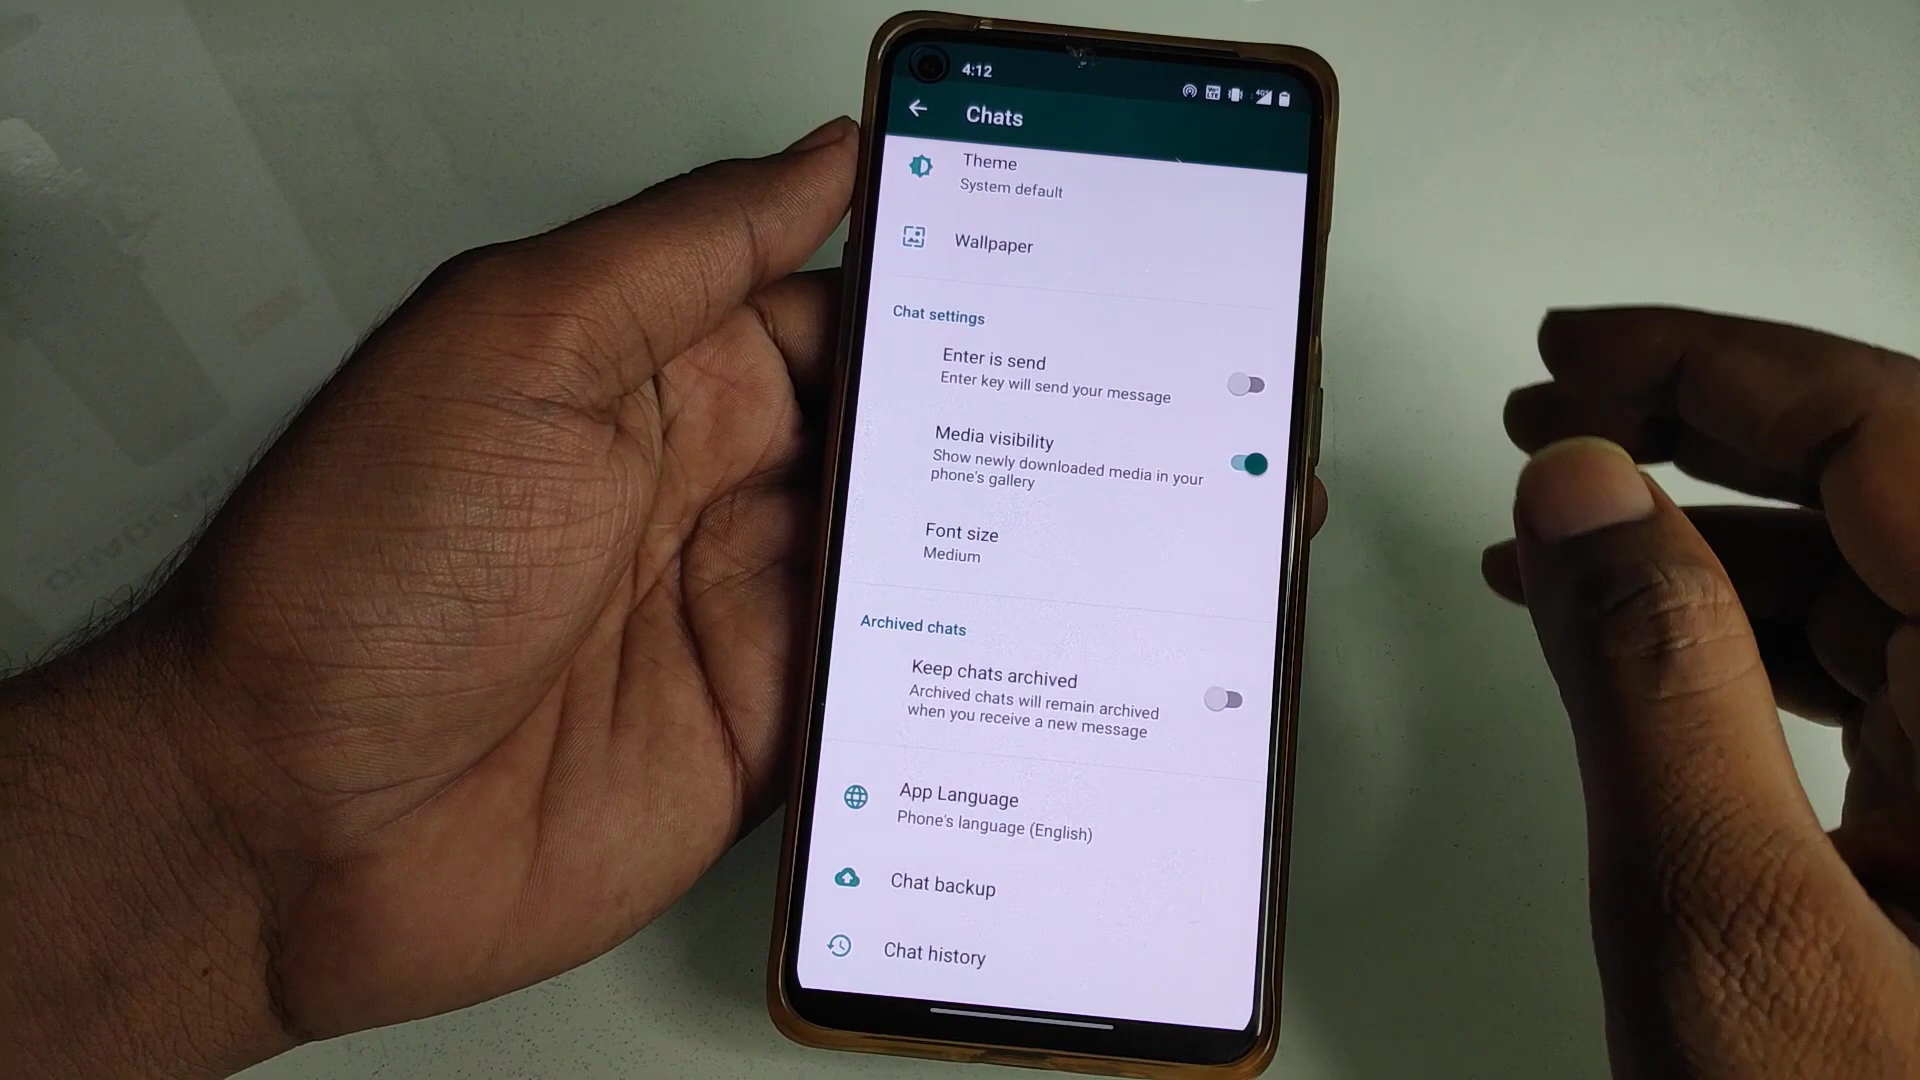 4:12
Chats
Theme
System default
Wallpaper
Chat settings
Enter is send
Enter key will send your message
Media visibility
Show newly downloaded media in your
phone's gallery
Font size
Medium
Archived chats
Keep chats archived
Archived chats will remain archived
when you receive a new message
App Language
Phone's language (English)
Chat backup
Chat history